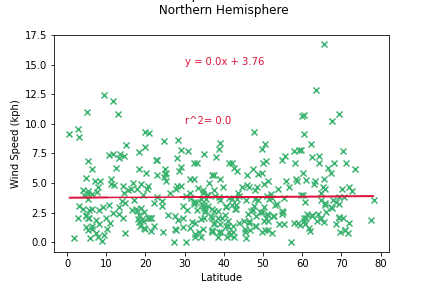 Northern Hemisphere
17.5
15.0
12.5
10.0
7.5
5.0
2.5
0.0
Wind Speed (kph)
y = 0.0x + 3.76
r^2= 0.0
0 10 20 30 40 50 60 70 80
Latitude